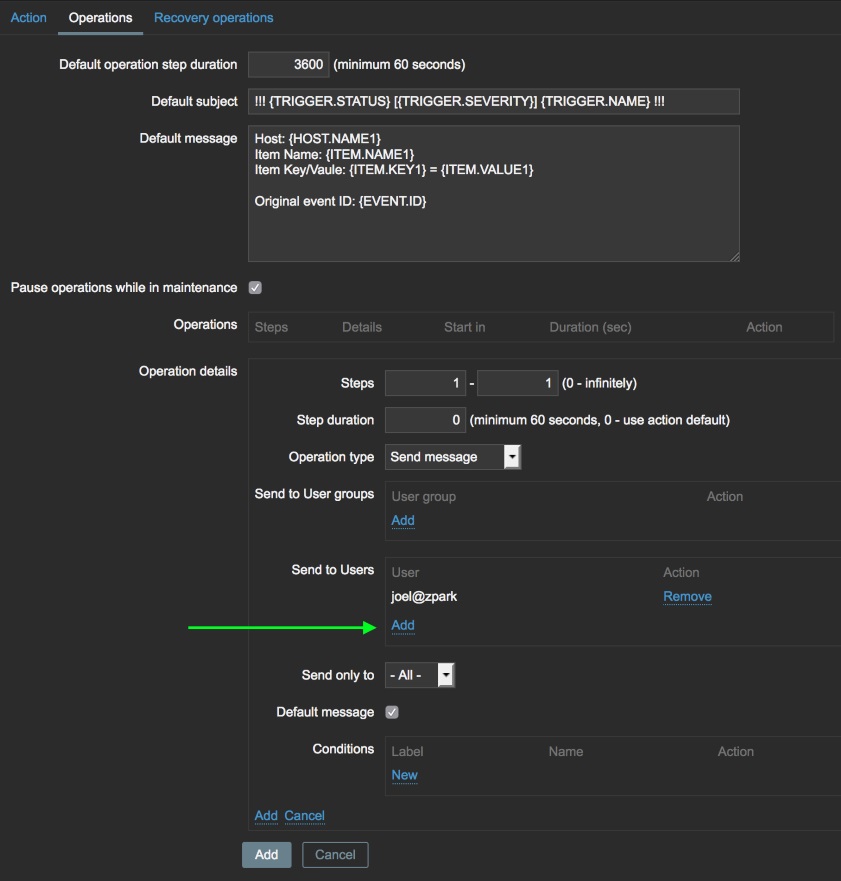 Action Operations Recovery operations
Default operation step duration 3600 (minimum 60 seconds)
Default subject !!! {TRIGGER.STATUS} [{TRIGGER.SEVERITY}] {TRIGGER.NAME} !!!
Default message Host: {HOST.NAME1}
Item Name: {ITEM.NAME1}
Item Key/Vaule: {ITEM.KEY1} = {ITEM.VALUE1}
Original event ID: {EVENT.ID}
Pause operations while in maintenance
Operations Steps Details Start in Duration (sec) Action
Operation details
Steps 1 - 1 (0 - infinitely)
Step duration 0 (minimum 60 seconds, 0 - use action default)
Operation type Send message
Send to User groups User group Action
Add
Send to Users User Action
joel@zpark Remove
Add
Send only to - All -
Default message
Conditions Label Name Action
New
Add Cancel
Add Cancel